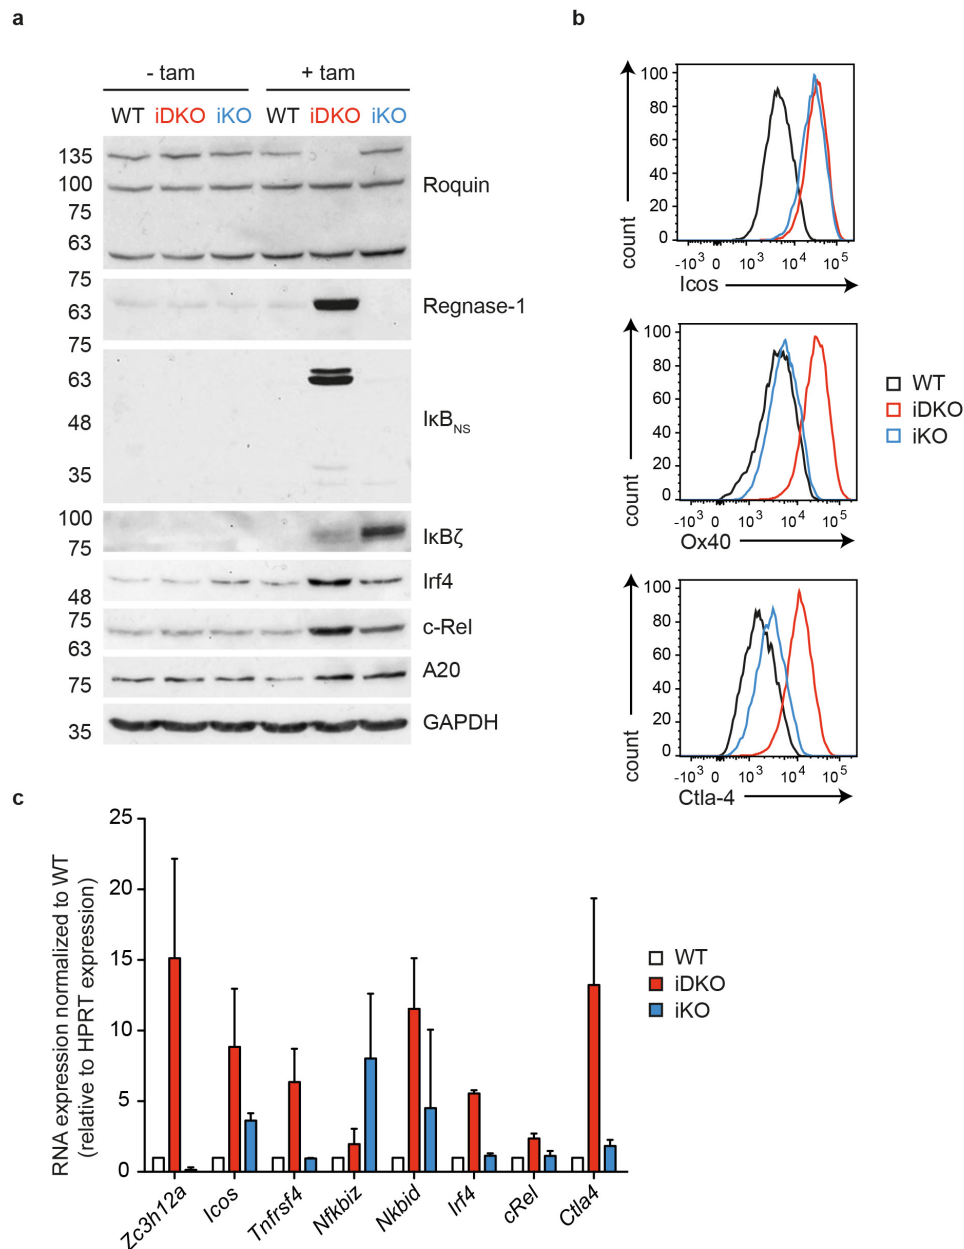 a
- tam + tam
WT iDKO iKO WT iDKO iKO
135
100
75
63
Roquin
75
63
Regnase-1
75
63
48
35
IκBNS
100
75
IκBζ
Irf4
48
75
63
c-Rel
75
A20
35
GAPDH
b
count
100
80
60
40
20
0
-10³ 0 10³ 10⁴ 10⁵
Icos
count
100
80
60
40
20
0
-10³ 0 10³ 10⁴ 10⁵
Ox40
WT
iDKO
iKO
count
100
80
60
40
20
0
-10³ 0 10³ 10⁴ 10⁵
Ctla-4
c
RNA expression normalized to WT
(relative to HPRT expression)
25
20
15
10
5
0
Zc3h12a Icos Tnfrsf4 Nfkbiz Nkbid Irf4 cRel Ctla4
WT
iDKO
iKO